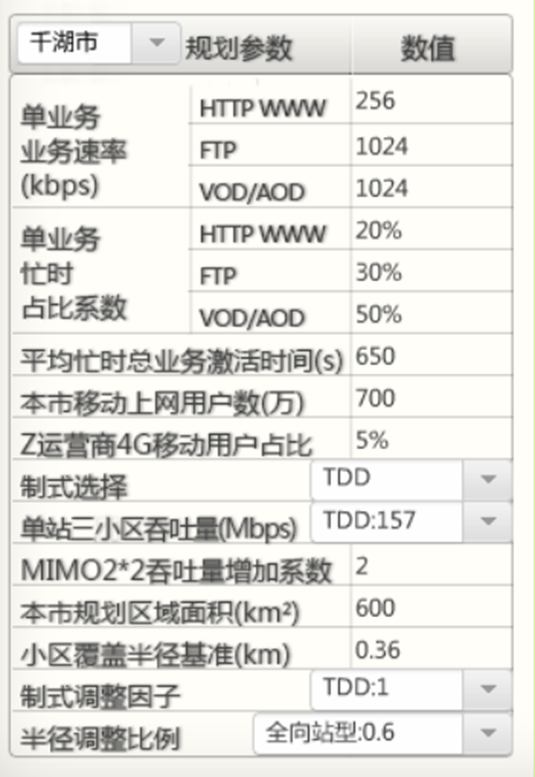 千湖市 规划参数 数值
单业务
业务速率
(kbps)
HTTP WWW 256
FTP 1024
VOD/AOD 1024
单业务
忙时
占比系数
HTTP WWW 20%
FTP 30%
VOD/AOD 50%
平均忙时总业务激活时间(s) 650
本市移动上网用户数(万) 700
Z运营商4G移动用户占比 5%
制式选择 TDD
单站三小区吞吐量(Mbps) TDD:157
MIMO2*2吞吐量增加系数 2
本市规划区域面积(km²) 600
小区覆盖半径基准(km) 0.36
制式调整因子 TDD:1
半径调整比例 全向站型:0.6